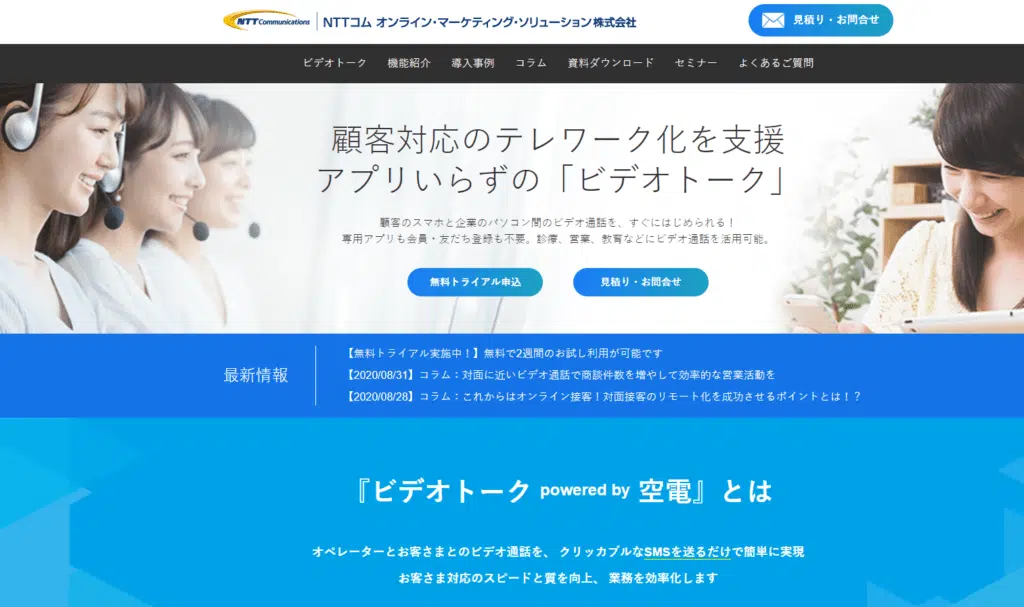 NTT Communications
NTTコム オンライン・マーケティング・ソリューション株式会社
見積り・お問合せ
ビデオトーク 機能紹介 導入事例 コラム 資料ダウンロード セミナー よくあるご質問
顧客対応のテレワーク化を支援
アプリいらずの「ビデオトーク」
顧客のスマホと企業のパソコン間のビデオ通話を、すぐにはじめられる！
専用アプリも会員・友だち登録も不要。診療、営業、教育などにビデオ通話を活用可能。
無料トライアル申込 見積り・お問合せ
最新情報
【無料トライアル実施中！】無料で2週間のお試し利用が可能です
【2020/08/31】コラム：対面に近いビデオ通話で商談件数を増やして効率的な営業活動を
【2020/08/28】コラム：これからはオンライン接客！対面接客のリモート化を成功させるポイントとは！？
『ビデオトーク powered by 空電』とは
オペレーターとお客さまとのビデオ通話を、 クリッカブルなSMSを送るだけで簡単に実現
お客さま対応のスピードと質を向上、 業務を効率化します